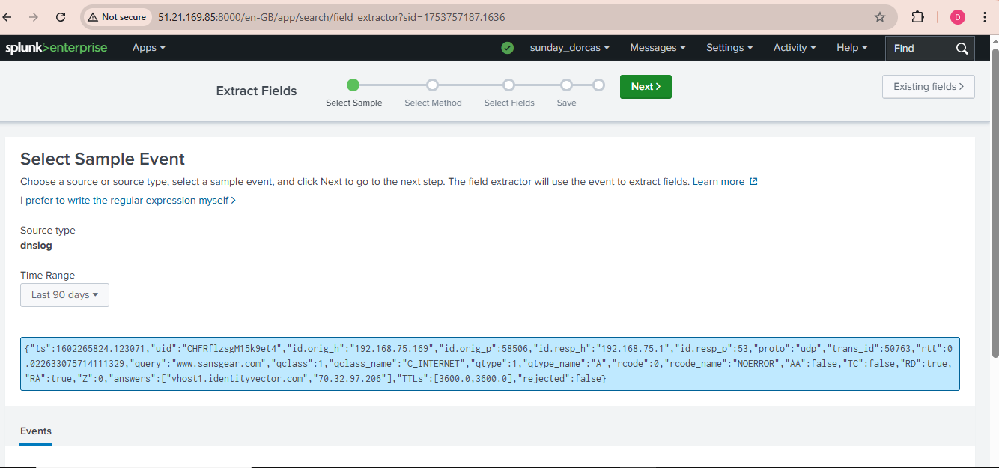 Not secure 51.21.169.85:8000/en-GB/app/search/field_extractor?sid=1753757187.1636 D
splunk>enterprise Apps sunday_dorcas Messages Settings Activity Help Find
Extract Fields Select Sample Select Method Select Fields Save Next > Existing fields >
Select Sample Event
Choose a source or source type, select a sample event, and click Next to go to the next step. The field extractor will use the event to extract fields. Learn more
I prefer to write the regular expression myself >
Source type
dnslog
Time Range
Last 90 days
{"ts":1602265824.123071,"uid":"CHFRflzsgM15k9et4","id.orig_h":"192.168.75.169","id.orig_p":58506,"id.resp_h":"192.168.75.1","id.resp_p":53,"proto":"udp","trans_id":50763,"rtt":0
.022633075714111329,"query":"www.sansgear.com","qclass":1,"qclass_name":"C_INTERNET","qtype":1,"qtype_name":"A","rcode":0,"rcode_name":"NOERROR","AA":false,"TC":false,"RD":true,
"RA":true,"Z":0,"answers":["vhost1.identityvector.com","70.32.97.206"],"TTLs":[3600.0,3600.0],"rejected":false}
Events